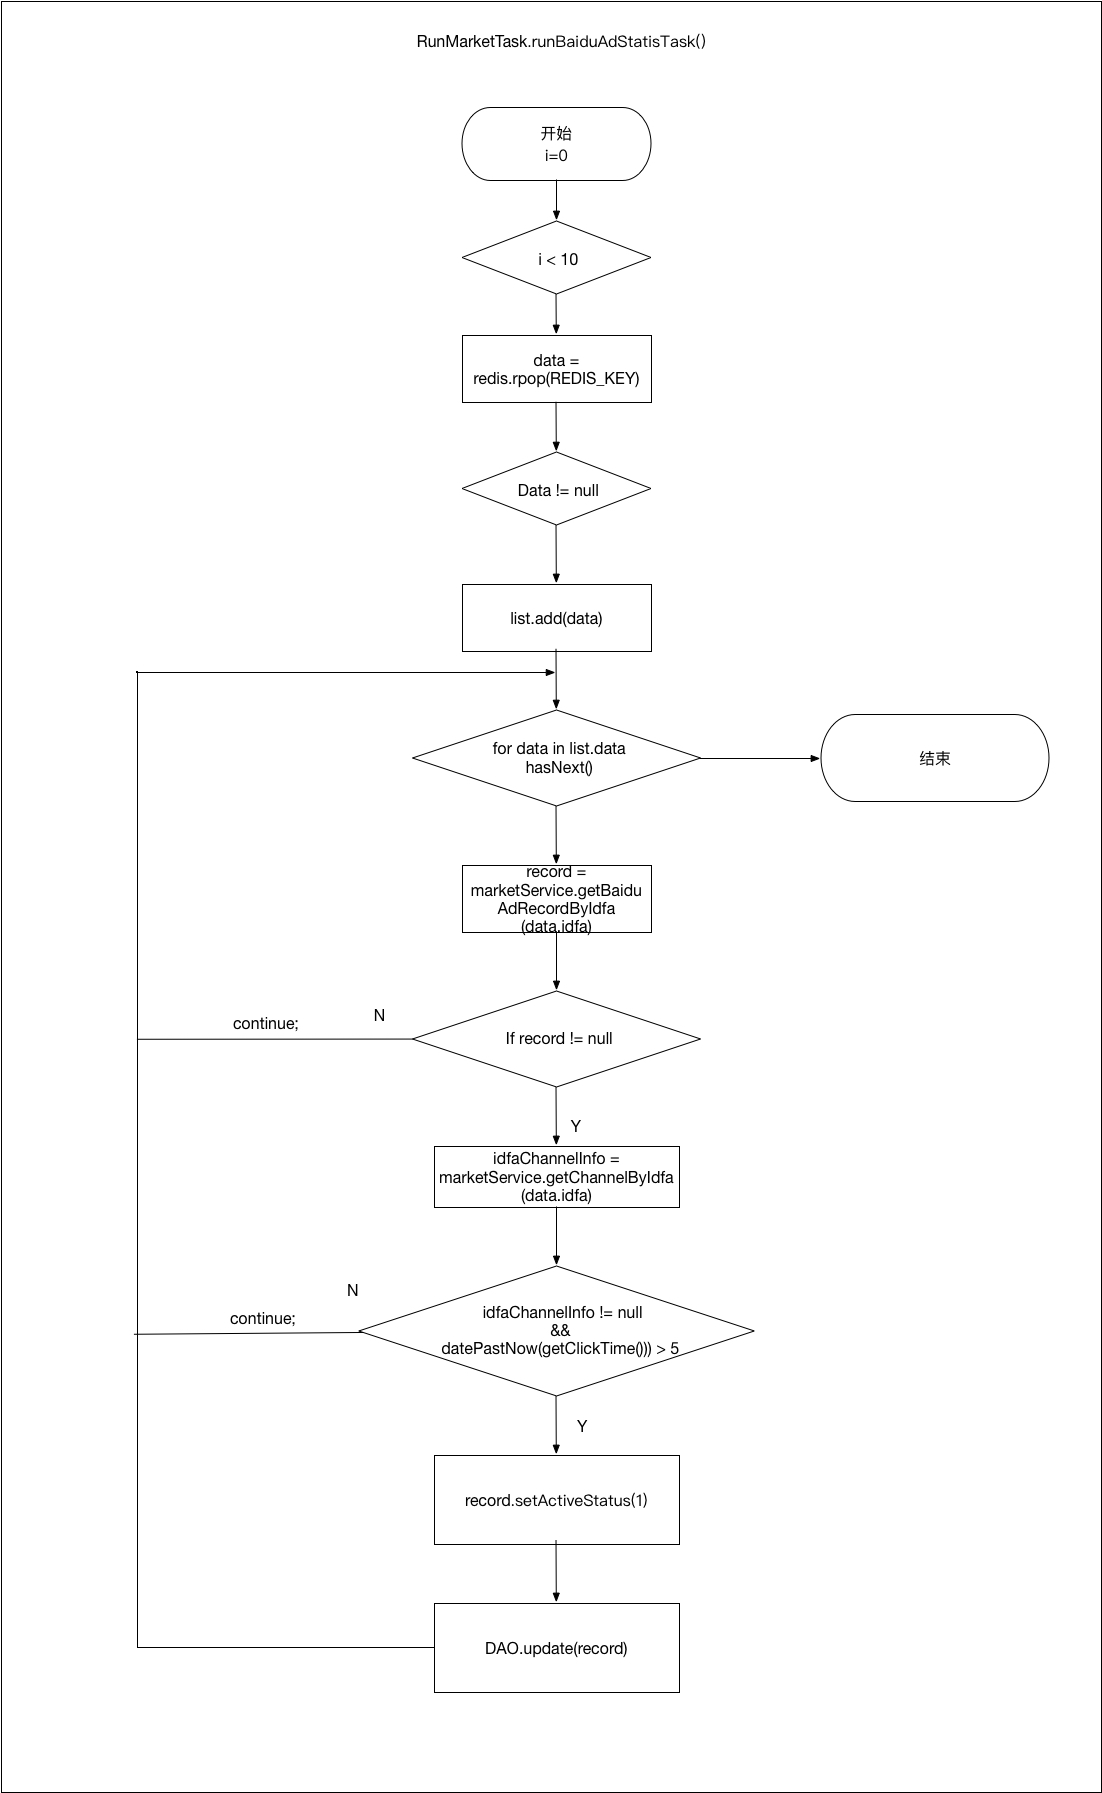 RunMarketTask.runBaiduAdStatisTask()
开始
i=0
i < 10
data =
redis.rpop(REDIS_KEY)
Data != null
list.add(data)
for data in list.data
hasNext()
结束
record =
marketService.getBaidu
AdRecordByIdfa
(data.idfa)
N
continue;
If record != null
Y
idfaChannelInfo =
marketService.getChannelByIdfa
(data.idfa)
N
continue;
idfaChannelInfo != null
&&
datePastNow(getClickTime())) > 5
Y
record.setActiveStatus(1)
DAO.update(record)